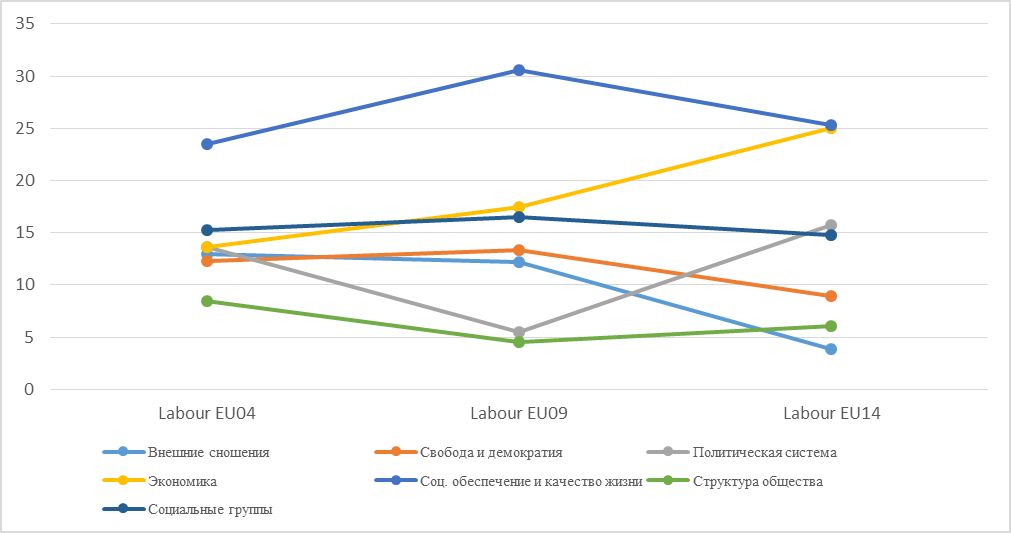 35
30
25
20
15
10
5
0
Labour EU04 Labour EU09 Labour EU14
Внешние сношения Свобода и демократия Политическая система
Экономика Соц. обеспечение и качество жизни Структура общества
Социальные группы